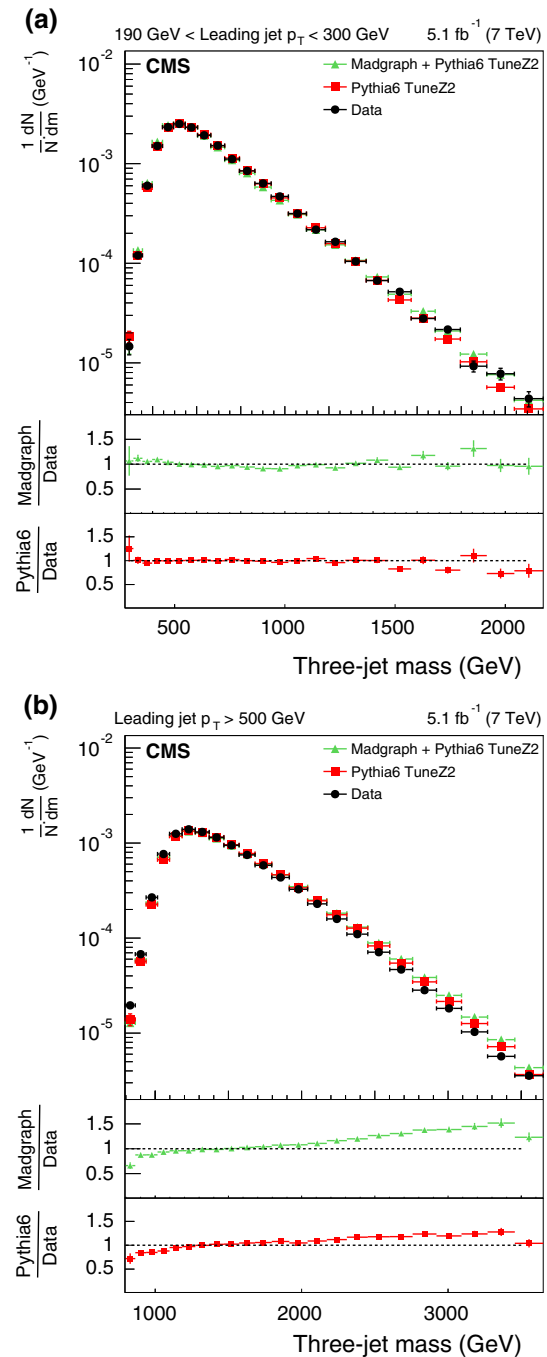 (a)
190 GeV < Leading jet p_T < 300 GeV 5.1 fb^-1 (7 TeV)
CMS
Madgraph + Pythia6 TuneZ2
Pythia6 TuneZ2
Data
1/N · dN/dm (GeV^-1)
10^-2
10^-3
10^-4
10^-5
Madgraph
Data
1.5
1
0.5
Pythia6
Data
1.5
1
0.5
500 1000 1500 2000
Three-jet mass (GeV)
(b)
Leading jet p_T > 500 GeV 5.1 fb^-1 (7 TeV)
CMS
Madgraph + Pythia6 TuneZ2
Pythia6 TuneZ2
Data
1/N · dN/dm (GeV^-1)
10^-2
10^-3
10^-4
10^-5
Madgraph
Data
1.5
1
0.5
Pythia6
Data
1.5
1
0.5
1000 2000 3000
Three-jet mass (GeV)